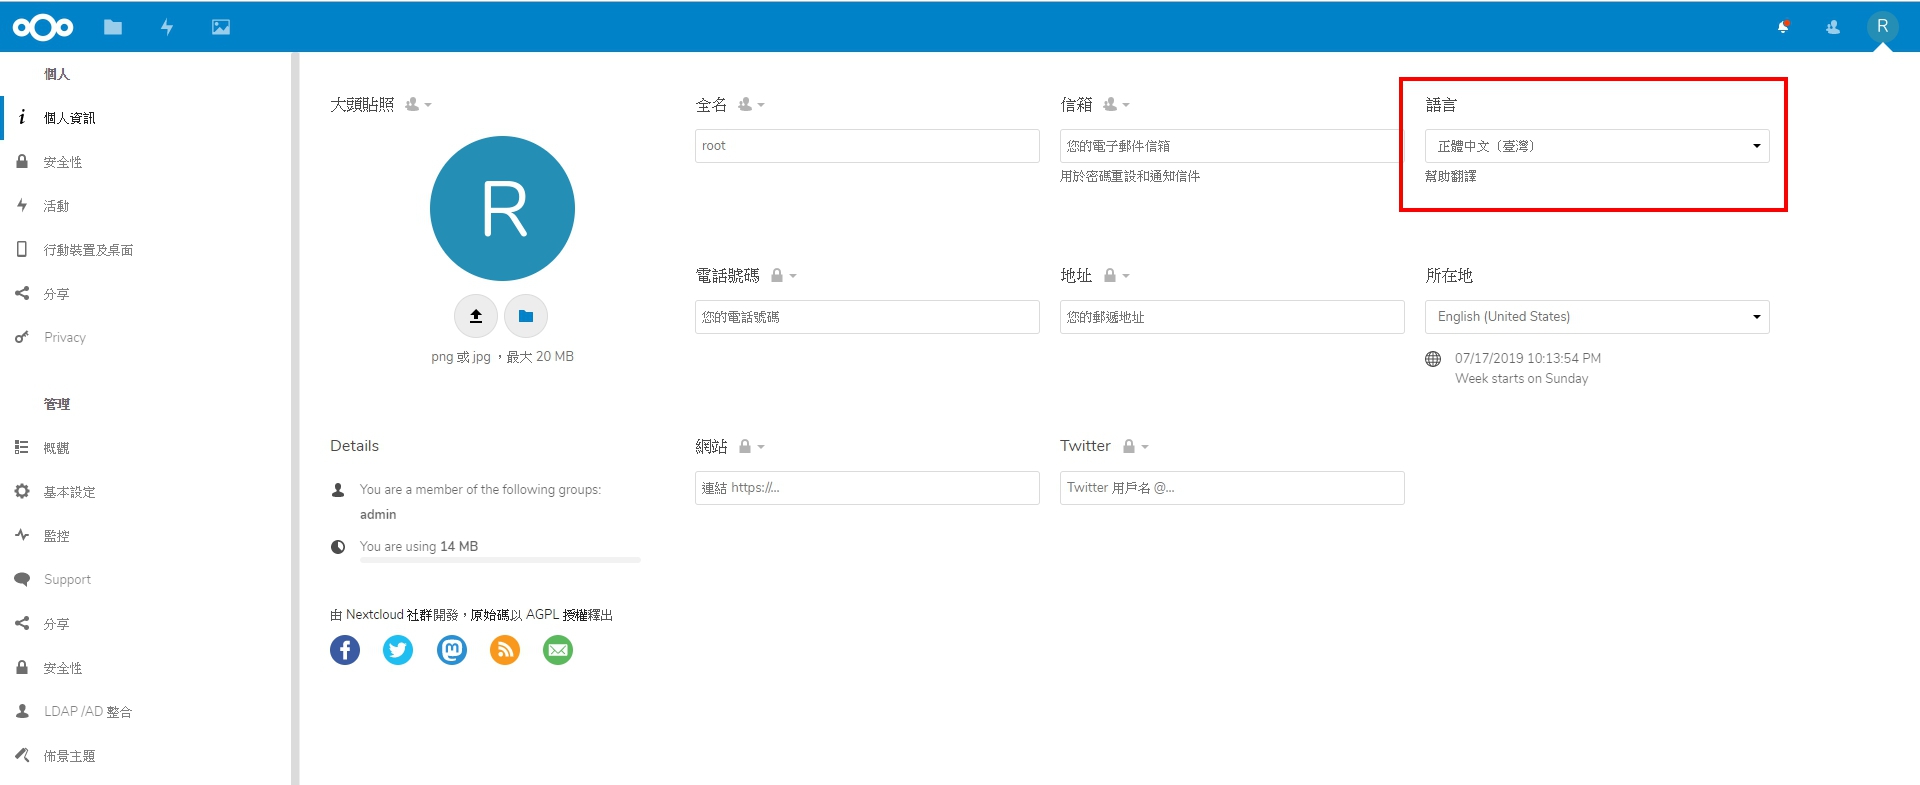 R
個人
個人資訊
安全性
活動
行動裝置及桌面
分享
Privacy
管理
概觀
基本設定
監控
Support
分享
安全性
LDAP /AD 整合
佈景主題
大頭貼照
R
png 或 jpg ，最大 20 MB
全名
root
信箱
您的電子郵件信箱
用於密碼重設和通知信件
語言
正體中文（臺灣）
幫助翻譯
電話號碼
您的電話號碼
地址
您的郵遞地址
所在地
English (United States)
07/17/2019 10:13:54 PM
Week starts on Sunday
Details
You are a member of the following groups:
admin
You are using 14 MB
網站
連結 https://...
Twitter
Twitter 用戶名 @...
由 Nextcloud 社群開發，原始碼以 AGPL 授權釋出